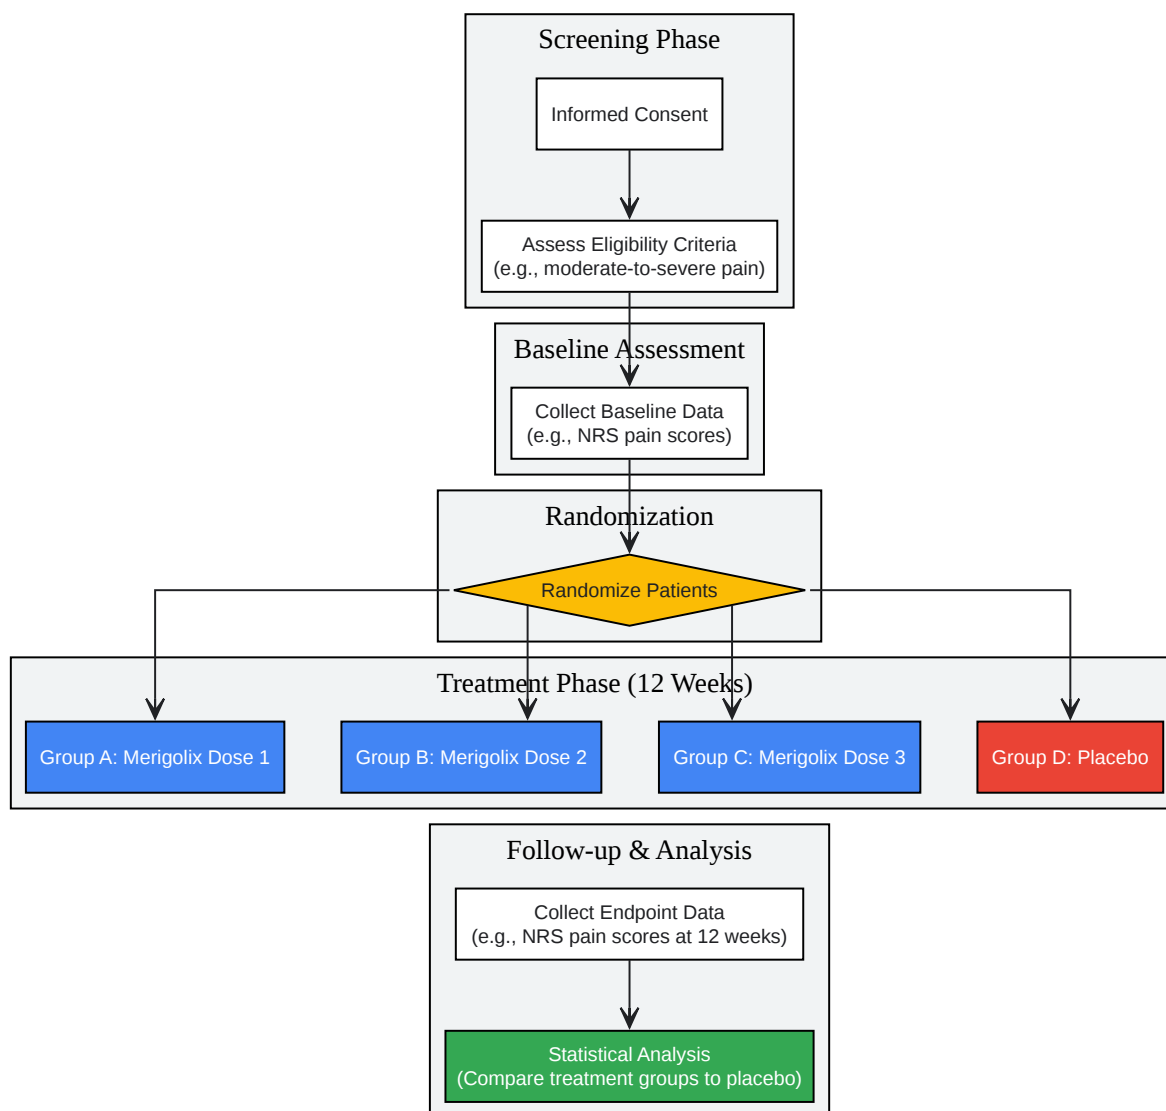 Screening Phase
Informed Consent
Assess Eligibility Criteria
(e.g., moderate-to-severe pain)
Baseline Assessment
Collect Baseline Data
(e.g., NRS pain scores)
Randomization
Randomize Patients
Treatment Phase (12 Weeks)
Group A: Merigolix Dose 1
Group B: Merigolix Dose 2
Group C: Merigolix Dose 3
Group D: Placebo
Follow-up & Analysis
Collect Endpoint Data
(e.g., NRS pain scores at 12 weeks)
Statistical Analysis
(Compare treatment groups to placebo)